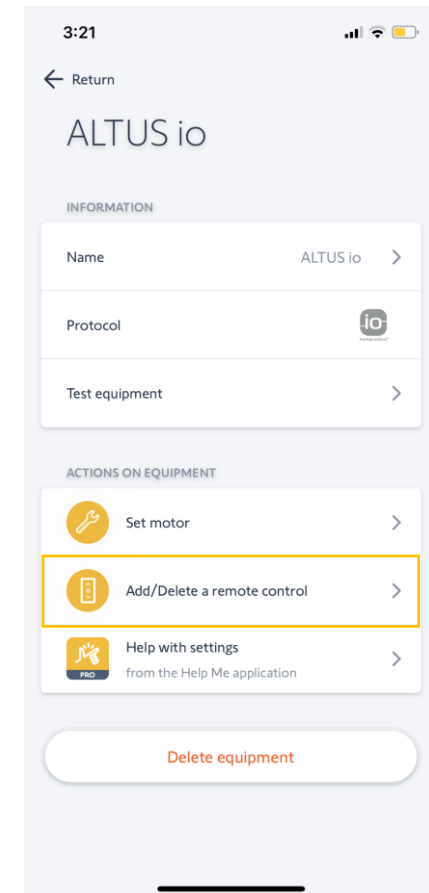 3:21
Return
ALTUS io
INFORMATION
Name ALTUS io
Protocol io
homecontrol®
Test equipment
ACTIONS ON EQUIPMENT
Set motor
Add/Delete a remote control
Help with settings
PRO from the Help Me application
Delete equipment